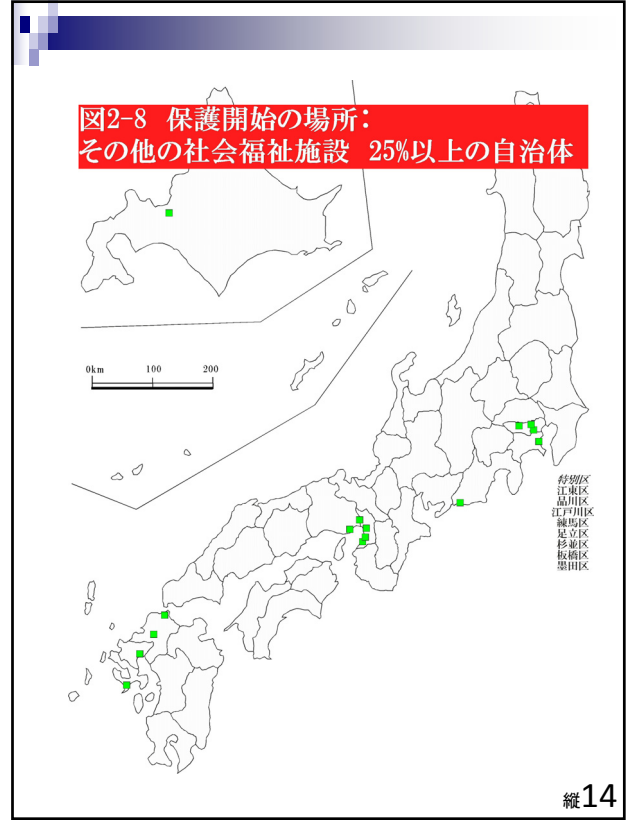 図2-8 保護開始の場所：
その他の社会福祉施設 25%以上の自治体
0km 100 200
特別区
江東区
品川区
江戸川区
練馬区
足立区
杉並区
板橋区
墨田区
縦14